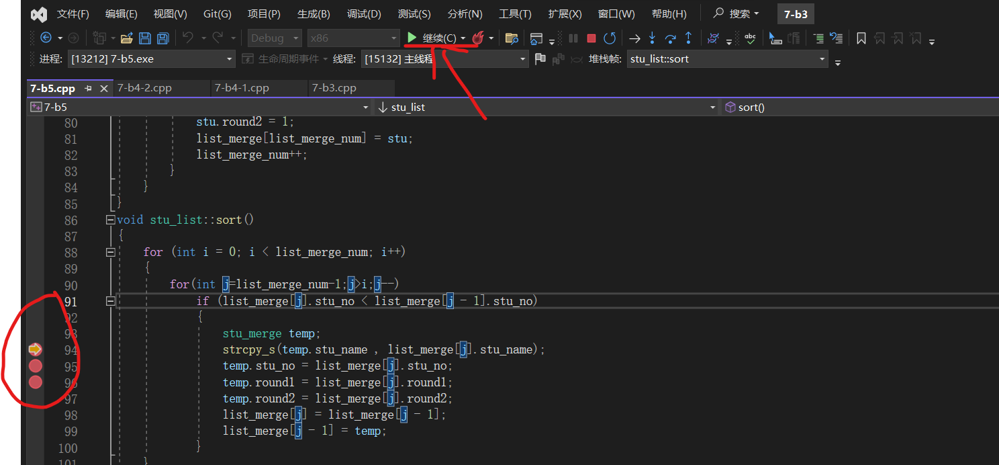 文件(F) 编辑(E) 视图(V) Git(G) 项目(P) 生成(B) 调试(D) 测试(S) 分析(N) 工具(T) 扩展(X) 窗口(W) 帮助(H) 搜索 7-b3
Debug x86 继续(C) abc
进程: [13212] 7-b5.exe 生命周期事件 线程: [15132] 主线程 堆栈帧: stu_list::sort
7-b5.cpp 7-b4-2.cpp 7-b4-1.cpp 7-b3.cpp
7-b5 stu_list sort()
80 stu.round2 = 1;
81 list_merge[list_merge_num] = stu;
82 list_merge_num++;
83 }
84 }
85 }
86 void stu_list::sort()
87 {
88 for (int i = 0; i < list_merge_num; i++)
89 {
90 for(int j=list_merge_num-1;j>i;j--)
91 if (list_merge[j].stu_no < list_merge[j - 1].stu_no)
92 {
93 stu_merge temp;
94 strcpy_s(temp.stu_name , list_merge[j].stu_name);
95 temp.stu_no = list_merge[j].stu_no;
96 temp.round1 = list_merge[j].round1;
97 temp.round2 = list_merge[j].round2;
98 list_merge[j] = list_merge[j - 1];
99 list_merge[j - 1] = temp;
100 }
101 }